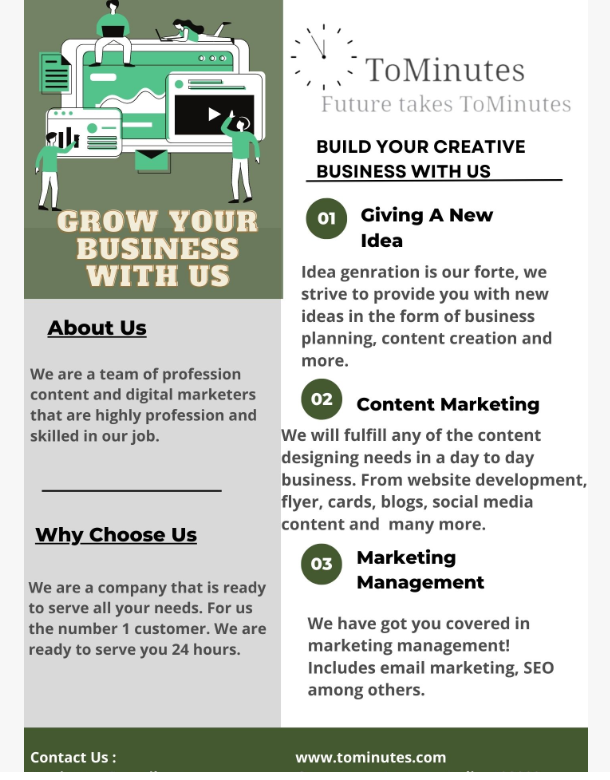 ToMinutes
Future takes ToMinutes
GROW YOUR
BUSINESS
WITH US
About Us
We are a team of profession
content and digital marketers
that are highly profession and
skilled in our job.
Why Choose Us
We are a company that is ready
to serve all your needs. For us
the number 1 customer. We are
ready to serve you 24 hours.
BUILD YOUR CREATIVE
BUSINESS WITH US
01
Giving A New
Idea
Idea genration is our forte, we
strive to provide you with new
ideas in the form of business
planning, content creation and
more.
02
Content Marketing
We will fulfill any of the content
designing needs in a day to day
business. From website development,
flyer, cards, blogs, social media
content and many more.
03
Marketing
Management
We have got you covered in
marketing management!
Includes email marketing, SEO
among others.
Contact Us :
www.tominutes.com